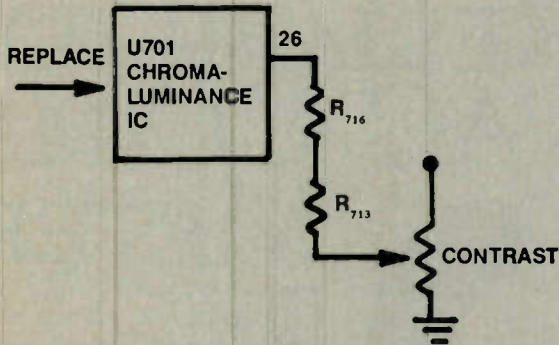 REPLACE
U701
CHROMA-
LUMINANCE
IC
26
R716
R713
CONTRAST